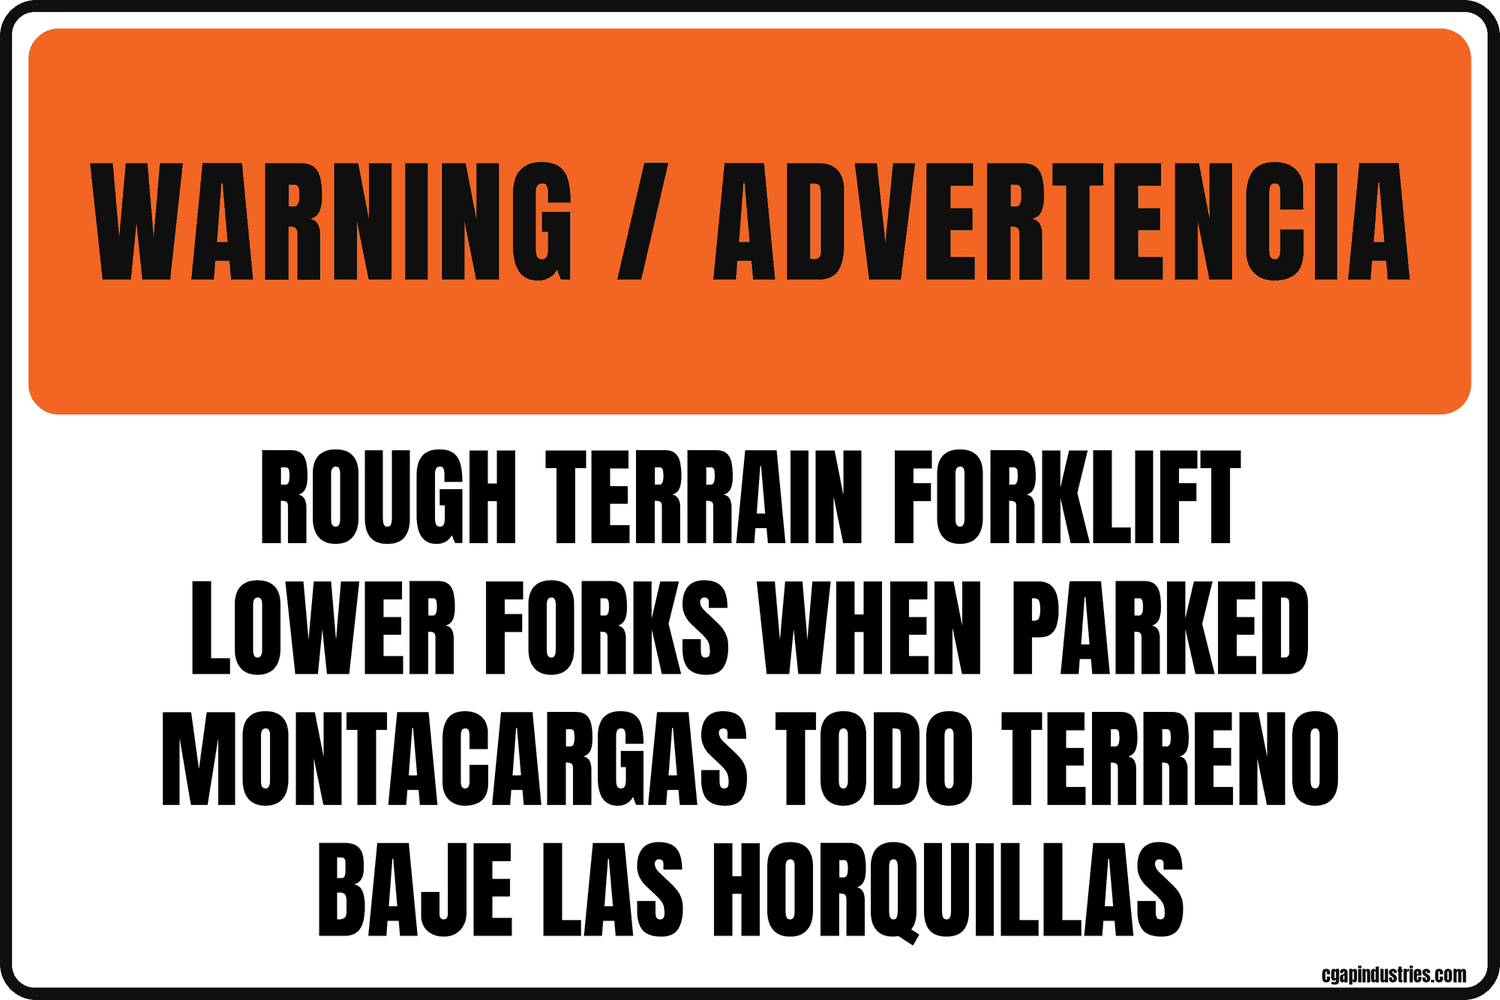 WARNING / ADVERTENCIA
ROUGH TERRAIN FORKLIFT
LOWER FORKS WHEN PARKED
MONTACARGAS TODO TERRENO
BAJE LAS HORQUILLAS
cgapindustries.com